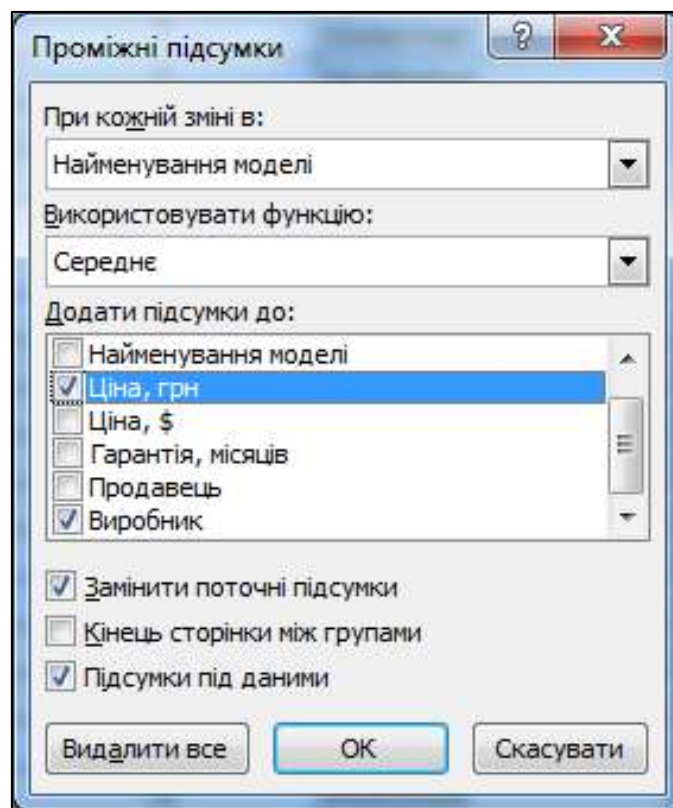 Проміжні підсумки
При кожній зміні в:
Найменування моделі
Використовувати функцію:
Середнє
Додати підсумки до:
Найменування моделі
Ціна, грн
Ціна, $
Гарантія, місяців
Продавець
Виробник
Замінити поточні підсумки
Кінець сторінки між групами
Підсумки під даними
Видалити все
ОК
Скасувати